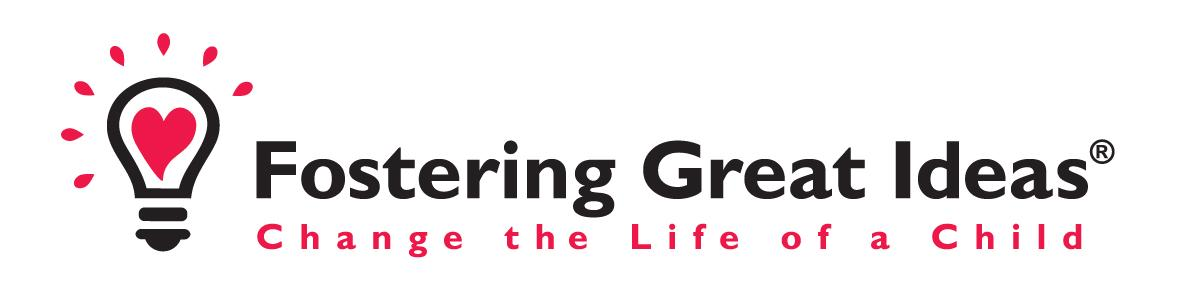 Fostering Great Ideas®
Change the Life of a Child